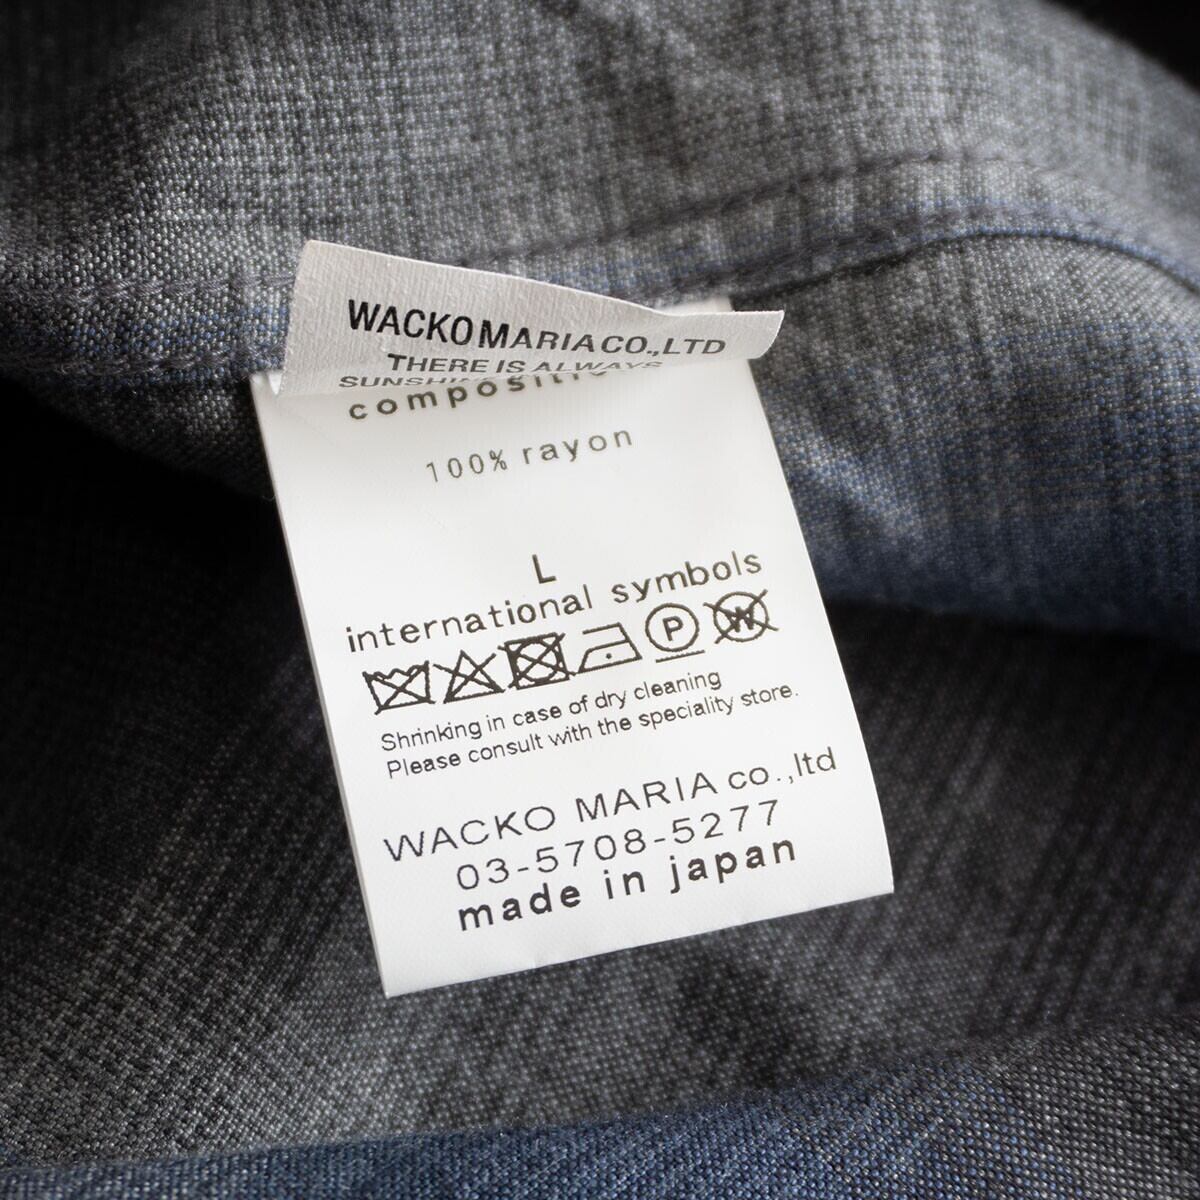 WACKO MARIA CO.,LTD
THERE IS ALWAYS
100% rayon
L
international symbols
P W
Shrinking in case of dry cleaning
Please consult with the speciality store.
WACKO MARIA co.,ltd
03-5708-5277
made in japan